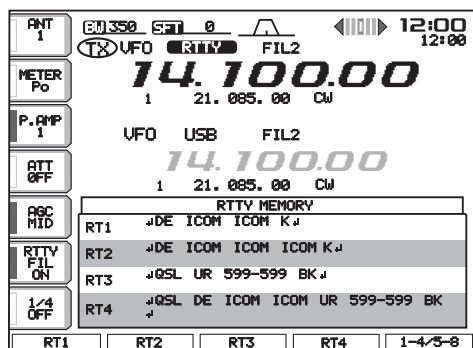 ANT 1 BW 350 SFT 0 12:00
TX VFO RTTY FIL2 12:00
METER Po 14.100.00
1 21.085.00 CW
P.AMP 1 VFO USB FIL2
ATT OFF 14.100.00
1 21.085.00 CW
AGC MID RTTY MEMORY
RT1 ↲DE ICOM ICOM K↲
RTTY FIL ON RT2 ↲DE ICOM ICOM ICOM K↲
RT3 ↲QSL UR 599-599 BK↲
1/4 OFF RT4 ↲QSL DE ICOM ICOM UR 599-599 BK
↲
RT1 RT2 RT3 RT4 1-4/5-8